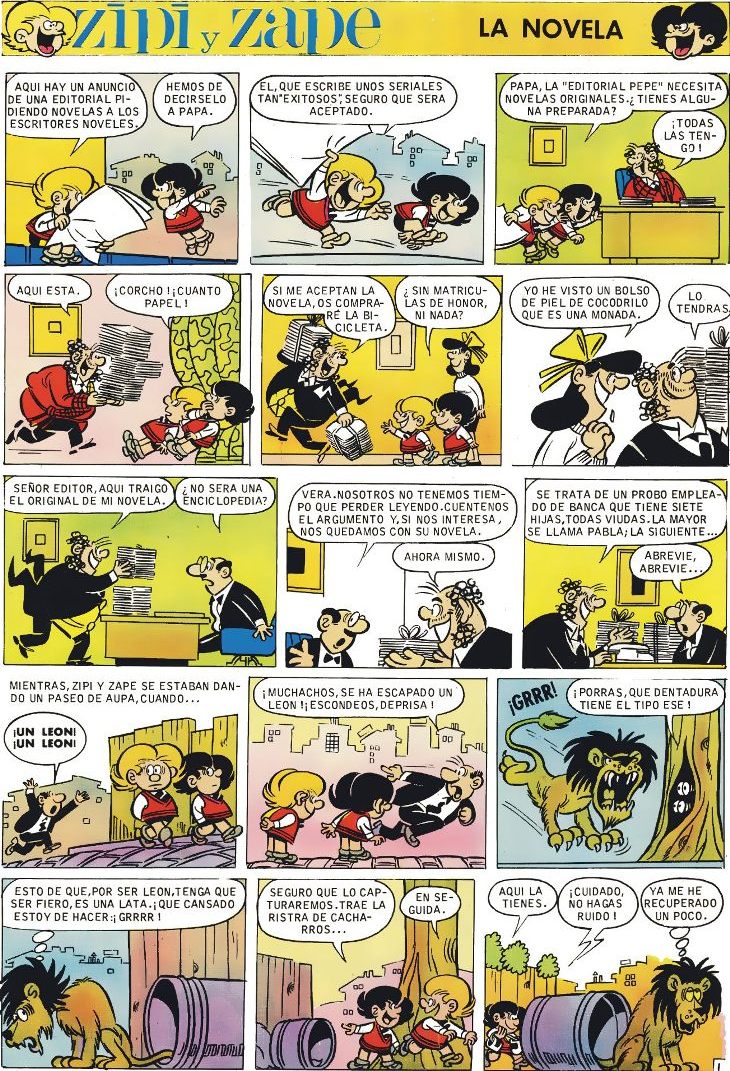 zipi y zape
LA NOVELA
AQUI HAY UN ANUNCIO
DE UNA EDITORIAL PI-
DIENDO NOVELAS A LOS
ESCRITORES NOVELES.
HEMOS DE
DECIRSELO
A PAPA.
EL, QUE ESCRIBE UNOS SERIALES
TAN "EXITOSOS", SEGURO QUE SERA
ACEPTADO.
PAPA, LA "EDITORIAL PEPE" NECESITA
NOVELAS ORIGINALES.¿ TIENES ALGU-
NA PREPARADA?
¡TODAS
LAS TEN-
GO!
AQUI ESTA.
¡CORCHO!¡CUANTO
PAPEL!
SI ME ACEPTAN LA
NOVELA, OS COMPRA-
RÉ LA BI-
CICLETA.
¿ SIN MATRICU-
LAS DE HONOR,
NI NADA?
YO HE VISTO UN BOLSO
DE PIEL DE COCODRILO
QUE ES UNA MONADA.
LO
TENDRAS
SEÑOR EDITOR, AQUI TRAIGO
EL ORIGINAL DE MI NOVELA.
¿NO SERA UNA
ENCICLOPEDIA?
VERA.NOSOTROS NO TENEMOS TIEM-
PO QUE PERDER LEYENDO.CUENTENOS
EL ARGUMENTO Y, SI NOS INTERESA,
NOS QUEDAMOS CON SU NOVELA.
AHORA MISMO.
SE TRATA DE UN PROBO EMPLEA-
DO DE BANCA QUE TIENE SIETE
HIJAS, TODAS VIUDAS. LA MAYOR
SE LLAMA PABLA; LA SIGUIENTE...
ABREVIE,
ABREVIE...
MIENTRAS, ZIPI Y ZAPE SE ESTABAN DAN-
DO UN PASEO DE AUPA, CUANDO...
¡UN LEON!
¡UN LEON!
¡MUCHACHOS, SE HA ESCAPADO UN
LEON!¡ESCONDEOS, DEPRISA!
¡GRRR!
¡PORRAS, QUE DENTADURA
TIENE EL TIPO ESE!
ESTO DE QUE, POR SER LEON, TENGA QUE
SER FIERO, ES UNA LATA.¡QUE CANSADO
ESTOY DE HACER:¡GRRRR!
SEGURO QUE LO CAP-
TURAREMOS. TRAE LA
RISTRA DE CACHA-
RROS...
EN SE-
GUIDA.
AQUI LA
TIENES.
¡CUIDADO,
NO HAGAS
RUIDO!
YA ME HE
RECUPERADO
UN POCO.
1